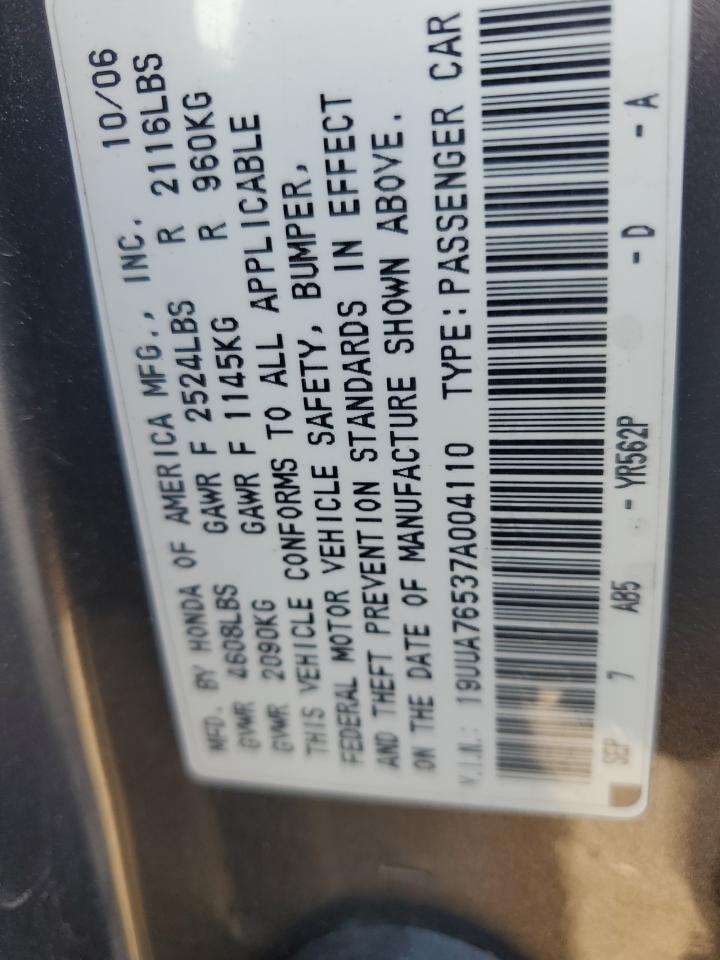 MFD. BY HONDA OF AMERICA MFG., INC. 10/06
GVWR 4608LBS GAWR F 2524LBS R 2116LBS
GVWR 2090KG GAWR F 1145KG R 960KG
THIS VEHICLE CONFORMS TO ALL APPLICABLE
FEDERAL MOTOR VEHICLE SAFETY, BUMPER,
AND THEFT PREVENTION STANDARDS IN EFFECT
ON THE DATE OF MANUFACTURE SHOWN ABOVE.
V.I.N.: 19UUA76537A004110 TYPE: PASSENGER CAR
SEP 7 AB5 - YR562P - D - A